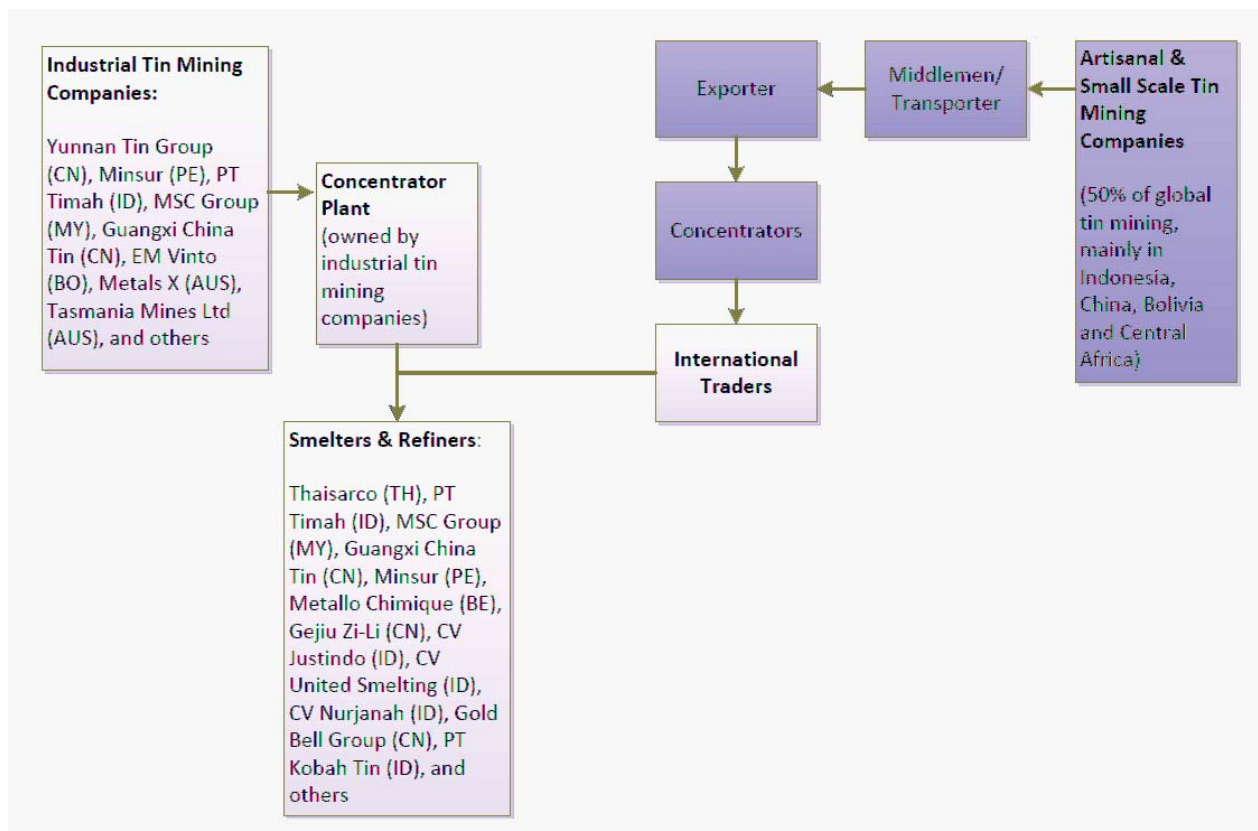 Industrial Tin Mining
Companies:
Yunnan Tin Group
(CN), Minsur (PE), PT
Timah (ID), MSC Group
(MY), Guangxi China
Tin (CN), EM Vinto
(BO), Metals X (AUS),
Tasmania Mines Ltd
(AUS), and others
Concentrator
Plant
(owned by
industrial tin
mining
companies)
Exporter
Middlemen/
Transporter
Artisanal &
Small Scale Tin
Mining
Companies
(50% of global
tin mining,
mainly in
Indonesia,
China, Bolivia
and Central
Africa)
Concentrators
International
Traders
Smelters & Refiners:
Thaisarco (TH), PT
Timah (ID), MSC Group
(MY), Guangxi China
Tin (CN), Minsur (PE),
Metallo Chimique (BE),
Gejiu Zi-Li (CN), CV
Justindo (ID), CV
United Smelting (ID),
CV Nurjanah (ID), Gold
Bell Group (CN), PT
Kobah Tin (ID), and
others